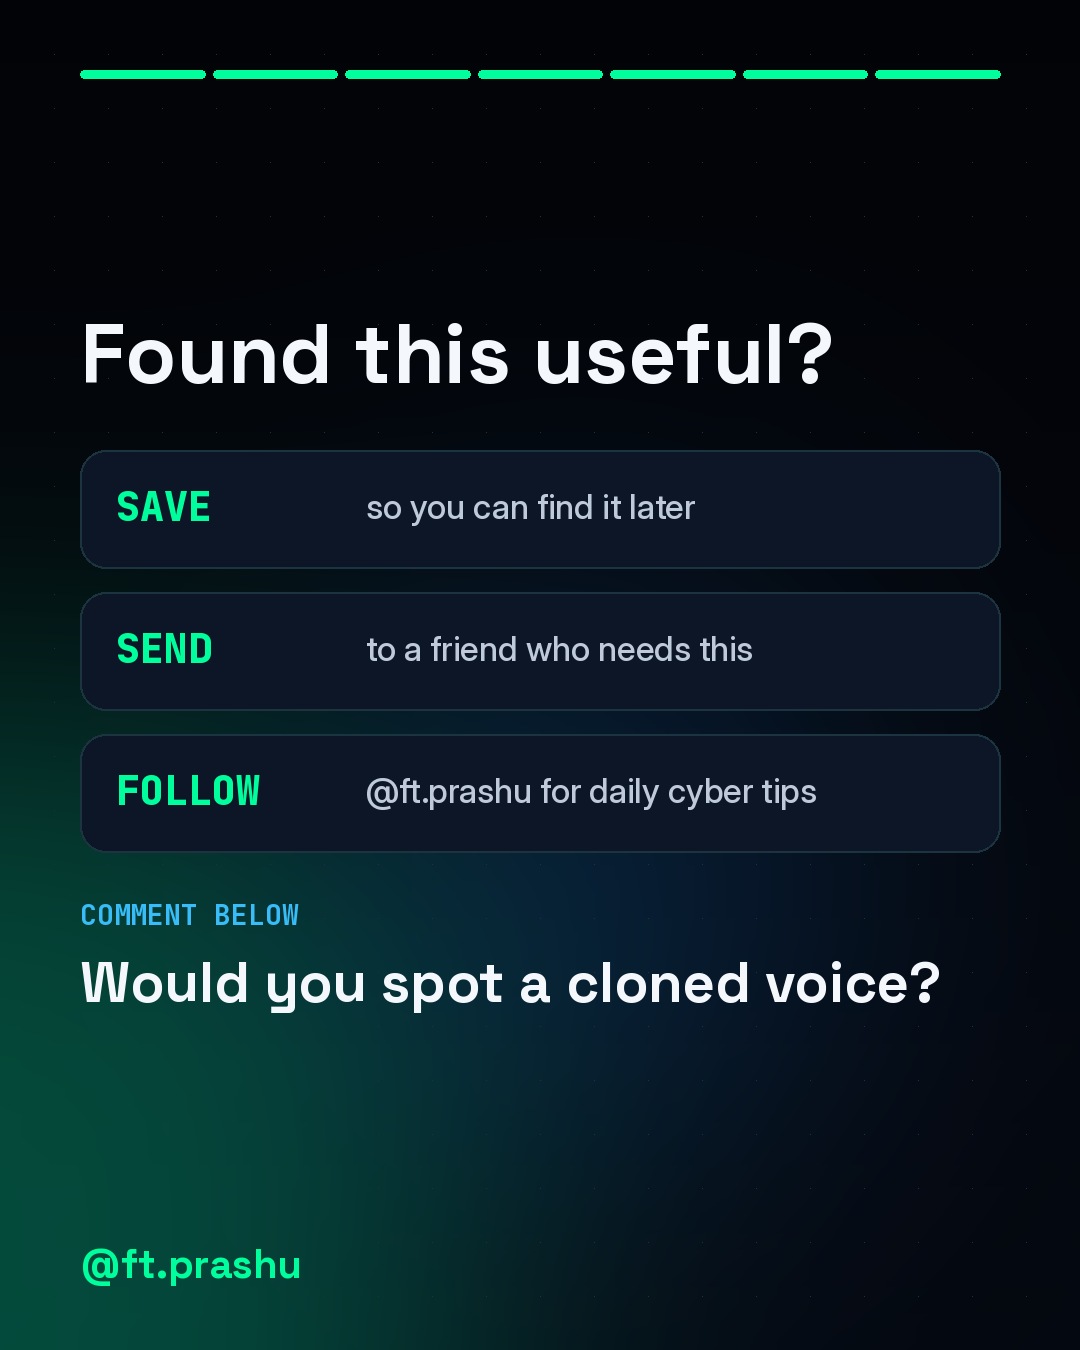 Found this useful?
SAVE so you can find it later
SEND to a friend who needs this
FOLLOW @ft.prashu for daily cyber tips
COMMENT BELOW
Would you spot a cloned voice?
@ft.prashu